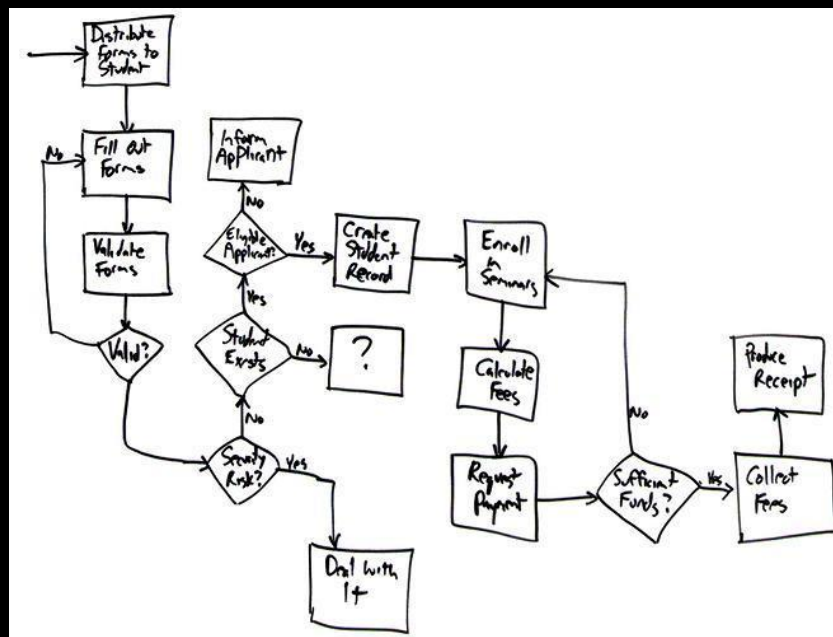 Distribute
Forms to
Student
No
Fill out
Forms
Validate
Forms
Valid?
Inform
Applicant
No
Eligible
Applicant?
Yes
Create
Student
Record
Enroll
in
Seminars
Yes
Student
Exists
No
?
No
Security
Risk?
Yes
Deal with
It
Calculate
Fees
Request
Payment
No
Sufficient
Funds?
Yes
Collect
Fees
Produce
Receipt